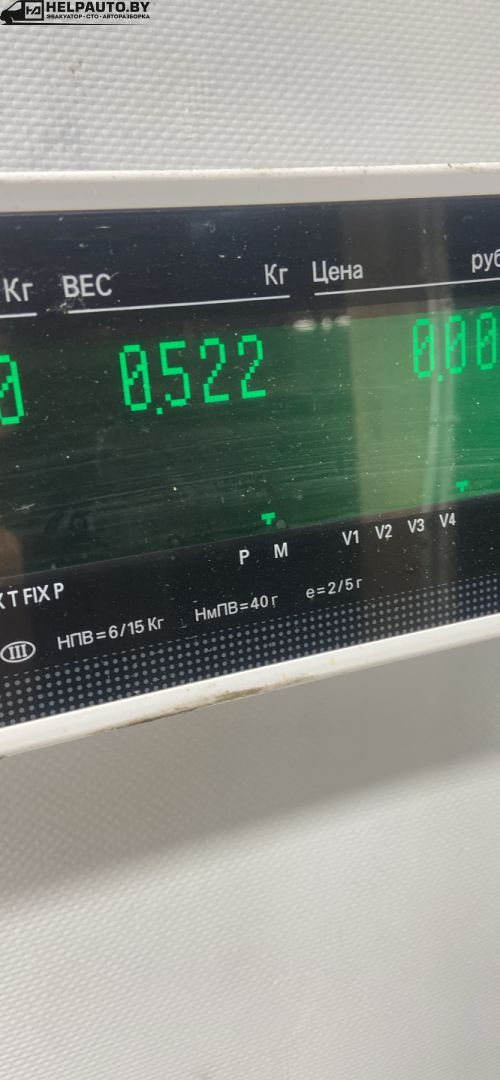 HELPAUTO.BY
ЭВАКУАТОР · СТО · АВТОРАЗБОРКА
Кг ВЕС Кг Цена руб
0 0.522 0.00
P M V1 V2 V3 V4
T FIX P
III НПВ=6/15 Кг НмПВ=40 г e=2/5 г